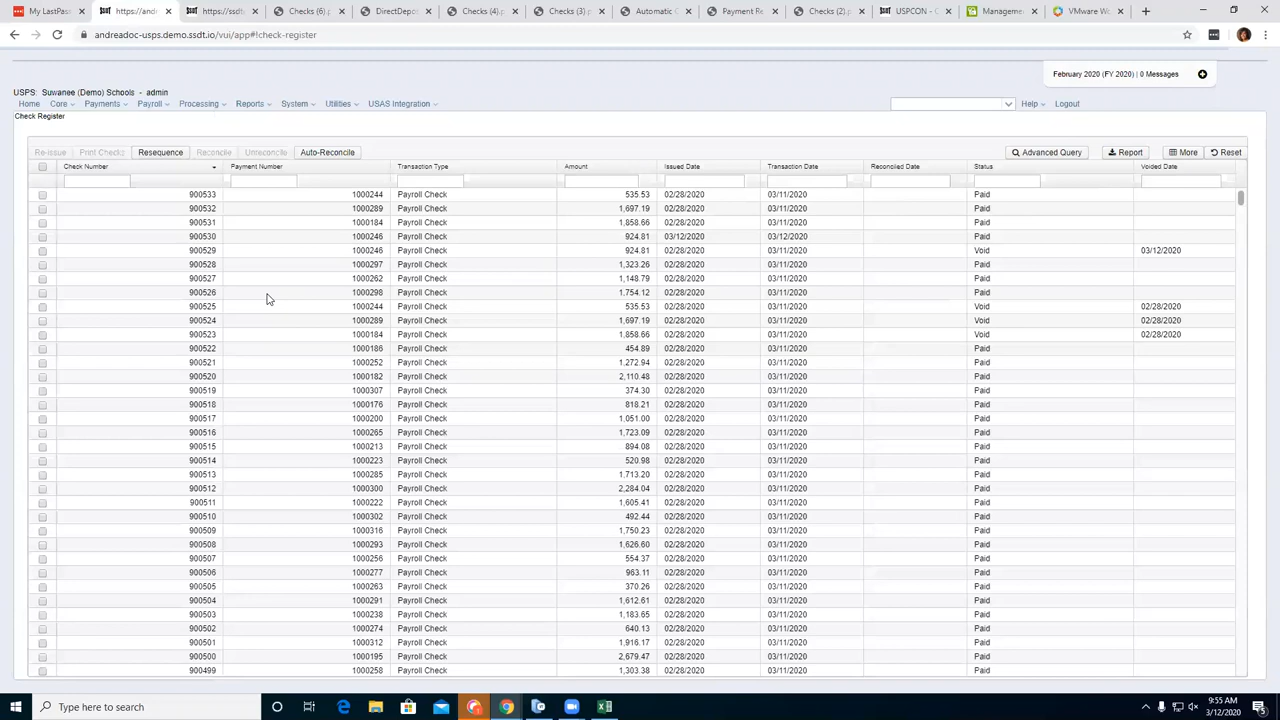 My LastPass
https://andre
https://ssdt
Checks (6).p
DirectDepos
Checks (4).p
Checks (3).p
Automatic C
Payment Re
Checks (2).p
USPCON - C
Management
VMware Wo
andreadoc-usps.demo.ssdt.io/vui/app#!check-register
February 2020 (FY 2020) | 0 Messages
USPS: Suwanee (Demo) Schools - admin
Home Core Payments Payroll Processing Reports System Utilities USAS Integration Help Logout
Check Register
Re-issue Print Checks Resequence Reconcile Unreconcile Auto-Reconcile Advanced Query Report More Reset
Check Number Payment Number Transaction Type Amount Issued Date Transaction Date Reconciled Date Status Voided Date
900533 1000244 Payroll Check 535.53 02/28/2020 03/11/2020 Paid
900532 1000289 Payroll Check 1,697.19 02/28/2020 03/11/2020 Paid
900531 1000184 Payroll Check 1,858.66 02/28/2020 03/11/2020 Paid
900530 1000246 Payroll Check 924.81 03/12/2020 03/12/2020 Paid
900529 1000246 Payroll Check 924.81 02/28/2020 03/11/2020 Void 03/12/2020
900528 1000297 Payroll Check 1,323.26 02/28/2020 03/11/2020 Paid
900527 1000262 Payroll Check 1,148.79 02/28/2020 03/11/2020 Paid
900526 1000298 Payroll Check 1,754.12 02/28/2020 03/11/2020 Paid
900525 1000244 Payroll Check 535.53 02/28/2020 03/11/2020 Void 02/28/2020
900524 1000289 Payroll Check 1,697.19 02/28/2020 03/11/2020 Void 02/28/2020
900523 1000184 Payroll Check 1,858.66 02/28/2020 03/11/2020 Void 02/28/2020
900522 1000186 Payroll Check 454.89 02/28/2020 03/11/2020 Paid
900521 1000252 Payroll Check 1,272.94 02/28/2020 03/11/2020 Paid
900520 1000182 Payroll Check 2,110.48 02/28/2020 03/11/2020 Paid
900519 1000307 Payroll Check 374.30 02/28/2020 03/11/2020 Paid
900518 1000176 Payroll Check 818.21 02/28/2020 03/11/2020 Paid
900517 1000200 Payroll Check 1,051.00 02/28/2020 03/11/2020 Paid
900516 1000265 Payroll Check 1,723.09 02/28/2020 03/11/2020 Paid
900515 1000213 Payroll Check 894.08 02/28/2020 03/11/2020 Paid
900514 1000223 Payroll Check 520.98 02/28/2020 03/11/2020 Paid
900513 1000285 Payroll Check 1,713.20 02/28/2020 03/11/2020 Paid
900512 1000300 Payroll Check 2,284.04 02/28/2020 03/11/2020 Paid
900511 1000222 Payroll Check 1,605.41 02/28/2020 03/11/2020 Paid
900510 1000302 Payroll Check 492.44 02/28/2020 03/11/2020 Paid
900509 1000316 Payroll Check 1,750.23 02/28/2020 03/11/2020 Paid
900508 1000293 Payroll Check 1,626.60 02/28/2020 03/11/2020 Paid
900507 1000256 Payroll Check 554.37 02/28/2020 03/11/2020 Paid
900506 1000277 Payroll Check 963.11 02/28/2020 03/11/2020 Paid
900505 1000263 Payroll Check 370.26 02/28/2020 03/11/2020 Paid
900504 1000291 Payroll Check 1,612.61 02/28/2020 03/11/2020 Paid
900503 1000238 Payroll Check 1,183.65 02/28/2020 03/11/2020 Paid
900502 1000274 Payroll Check 640.13 02/28/2020 03/11/2020 Paid
900501 1000312 Payroll Check 1,916.17 02/28/2020 03/11/2020 Paid
900500 1000195 Payroll Check 2,679.47 02/28/2020 03/11/2020 Paid
900499 1000258 Payroll Check 1,303.38 02/28/2020 03/11/2020 Paid
Type here to search
9:55 AM
3/12/2020